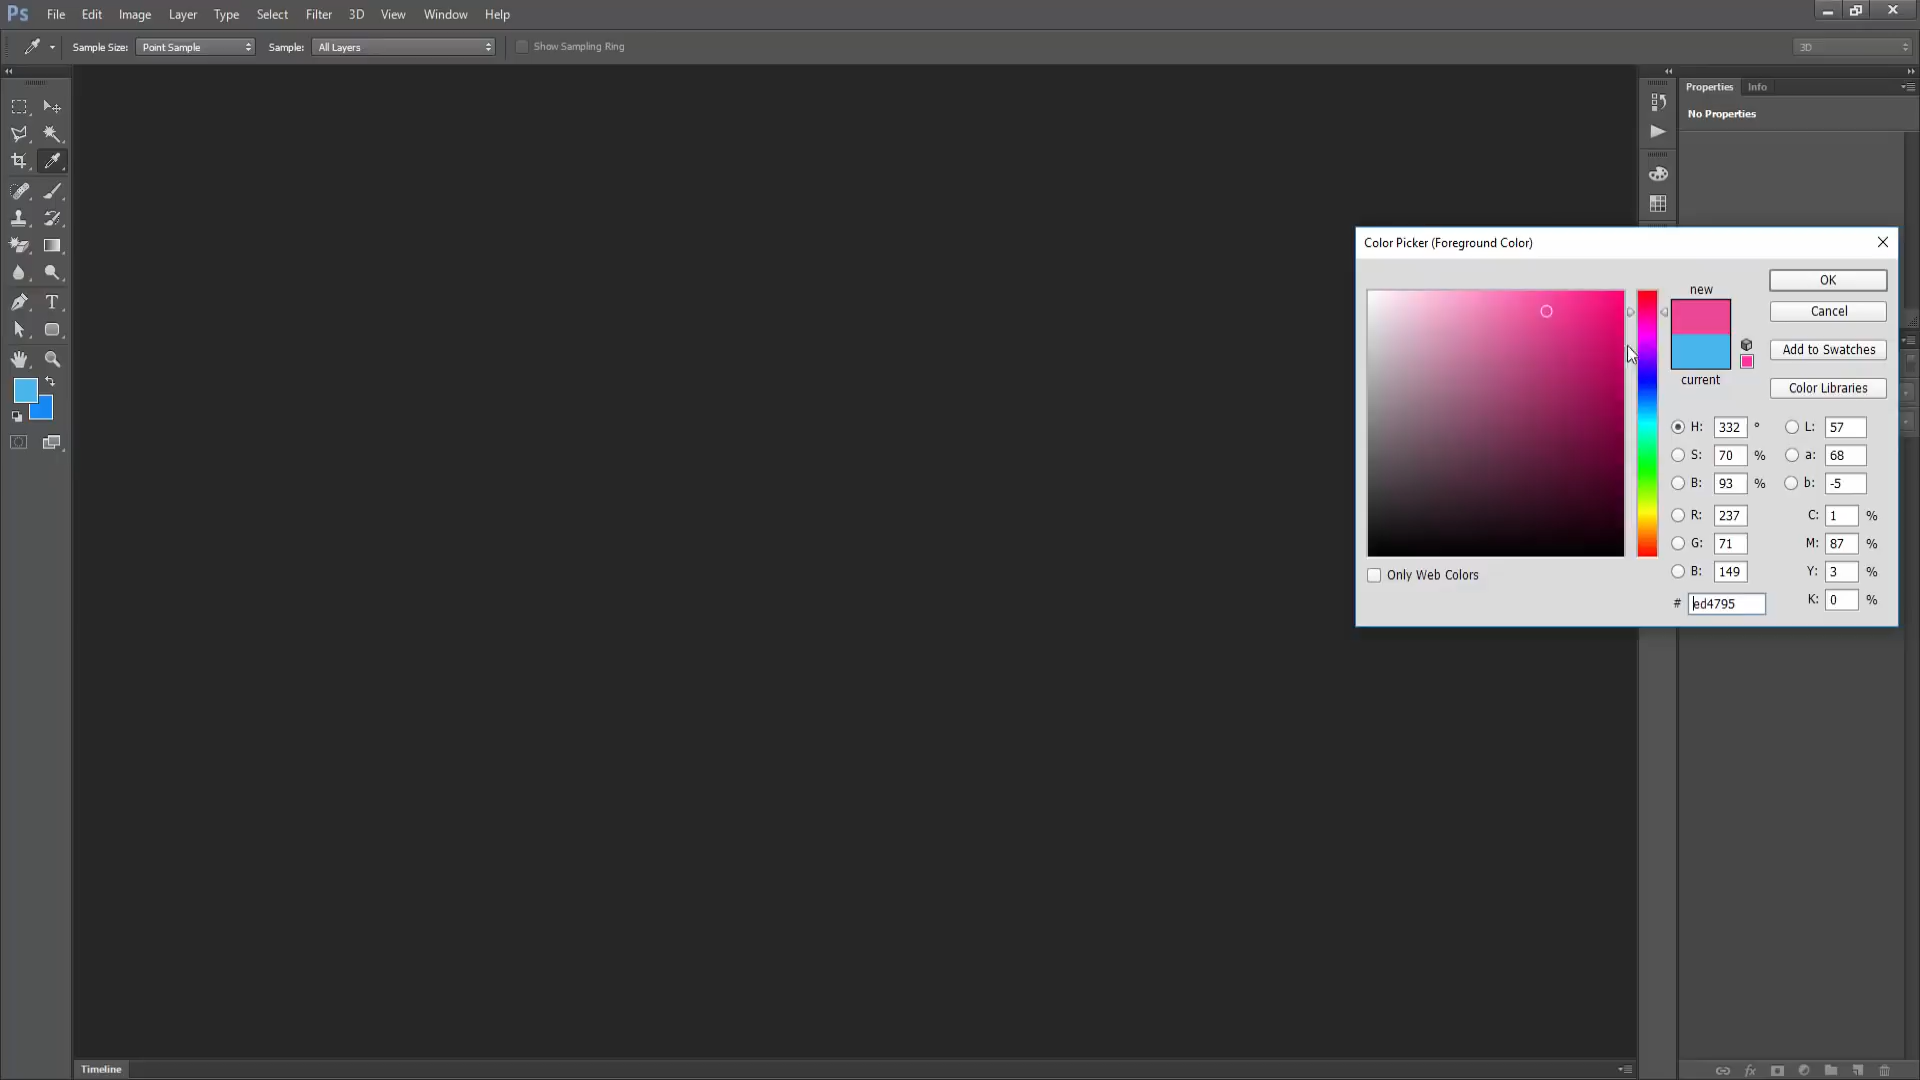 Ps File Edit Image Layer Type Select Filter 3D View Window Help
Sample Size: Point Sample Sample: All Layers Show Sampling Ring 3D
Properties Info
No Properties
Color Picker (Foreground Color)
new
current
OK
Cancel
Add to Swatches
Color Libraries
H: 332 °
S: 70 %
B: 93 %
R: 237
G: 71
B: 149
# ed4795
L: 57
a: 68
b: -5
C: 1 %
M: 87 %
Y: 3 %
K: 0 %
Only Web Colors
T
Timeline
fx